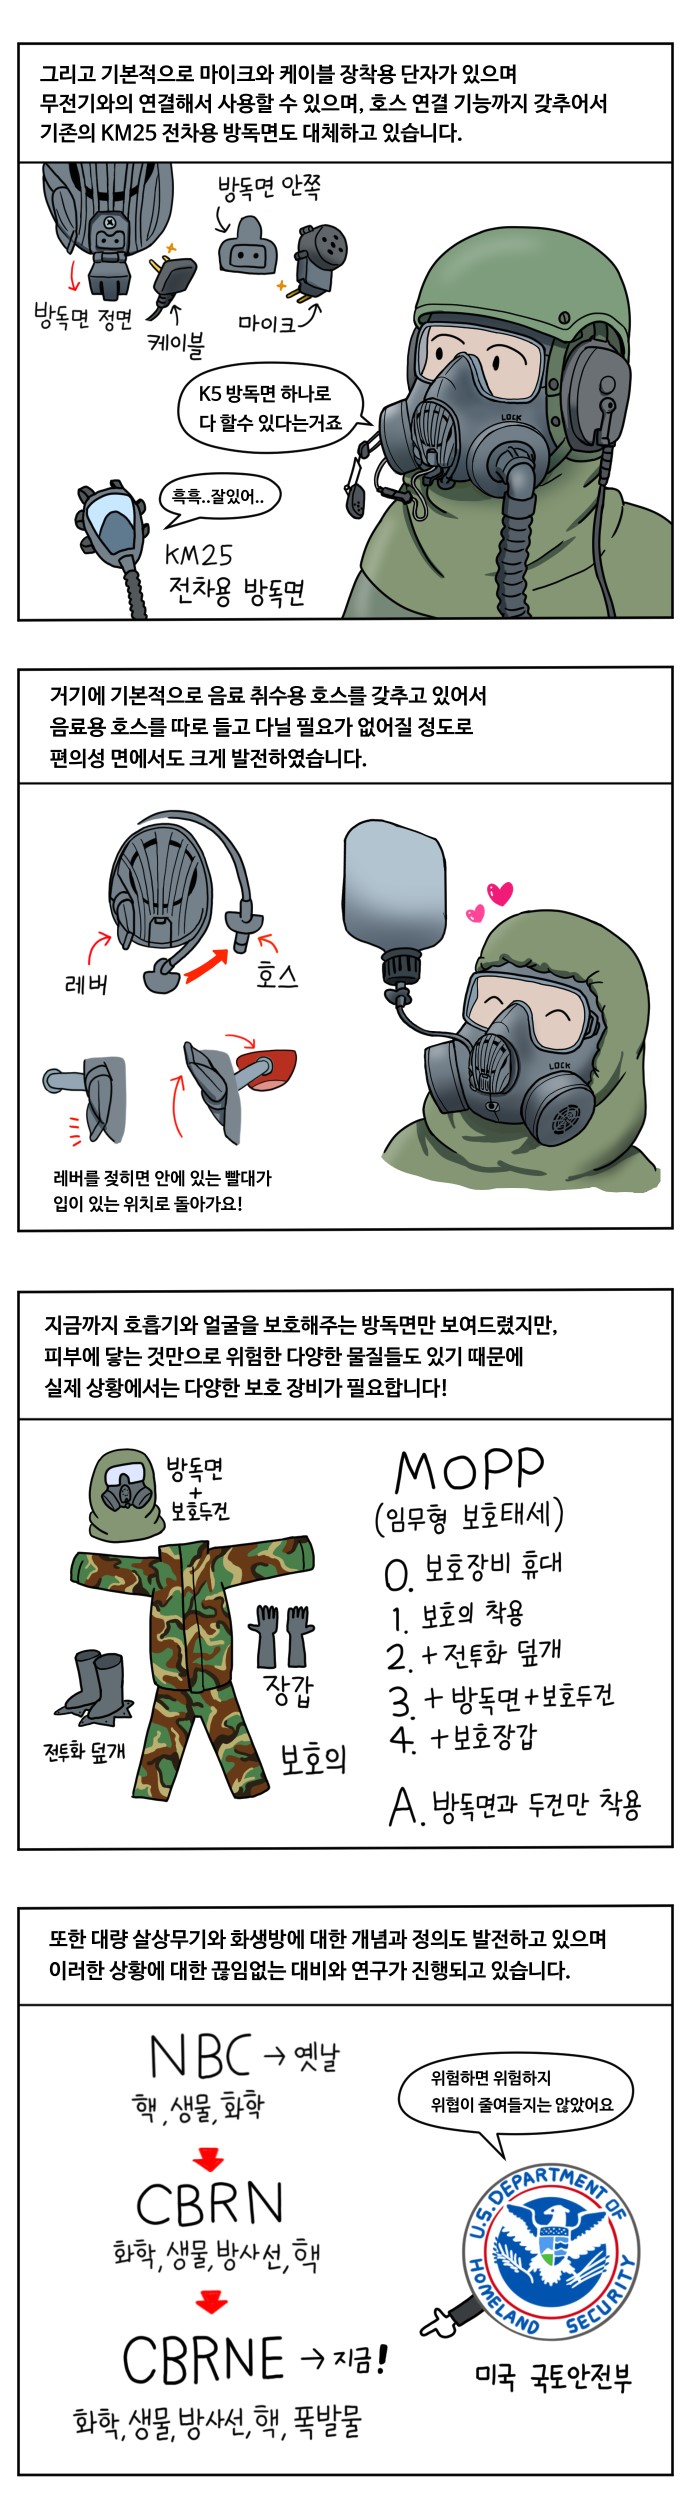 그리고 기본적으로 마이크와 케이블 장착용 단자가 있으며
무전기와의 연결해서 사용할 수 있으며, 호스 연결 기능까지 갖추어서
기존의 KM25 전차용 방독면도 대체하고 있습니다.
방독면 안쪽
방독면 정면
케이블
마이크
K5 방독면 하나로
다 할수 있다는거죠
LOCK
흑흑..잘있어..
KM25
전차용 방독면
거기에 기본적으로 음료 취수용 호스를 갖추고 있어서
음료용 호스를 따로 들고 다닐 필요가 없어질 정도로
편의성 면에서도 크게 발전하였습니다.
레버
호스
LOCK
레버를 젖히면 안에 있는 빨대가
입이 있는 위치로 돌아가요!
지금까지 호흡기와 얼굴을 보호해주는 방독면만 보여드렸지만,
피부에 닿는 것만으로 위험한 다양한 물질들도 있기 때문에
실제 상황에서는 다양한 보호 장비가 필요합니다!
방독면
+
보호두건
장갑
전투화 덮개
보호의
MOPP
(임무형 보호태세)
0. 보호장비 휴대
1. 보호의 착용
2. +전투화 덮개
3. + 방독면+보호두건
4. +보호장갑
A. 방독면과 두건만 착용
또한 대량 살상무기와 화생방에 대한 개념과 정의도 발전하고 있으며
이러한 상황에 대한 끊임없는 대비와 연구가 진행되고 있습니다.
NBC → 옛날
핵, 생물, 화학
CBRN
화학, 생물, 방사선, 핵
CBRNE → 지금!
화학, 생물, 방사선, 핵, 폭발물
위험하면 위험하지
위협이 줄여들지는 않았어요
U.S. DEPARTMENT OF
HOMELAND SECURITY
미국 국토안전부